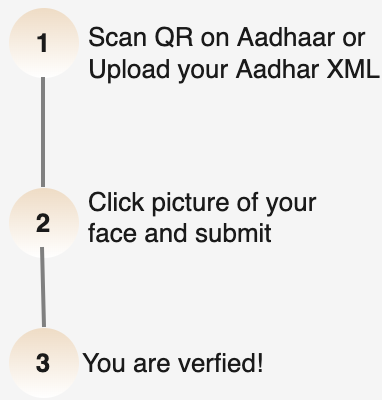 1 Scan QR on Aadhaar or
Upload your Aadhar XML
2 Click picture of your
face and submit
3 You are verfied!